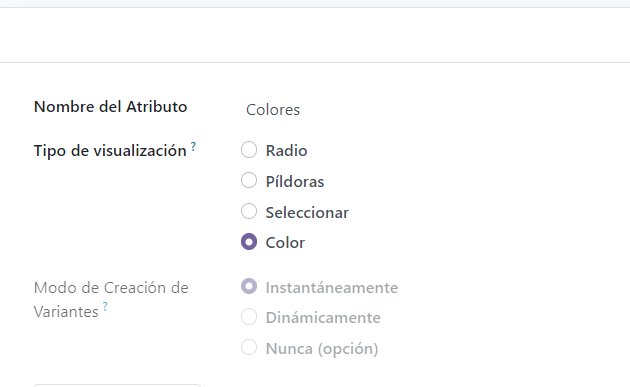 Nombre del Atributo
Colores
Tipo de visualización ?
Radio
Píldoras
Seleccionar
Color
Modo de Creación de
Variantes ?
Instantáneamente
Dinámicamente
Nunca (opción)